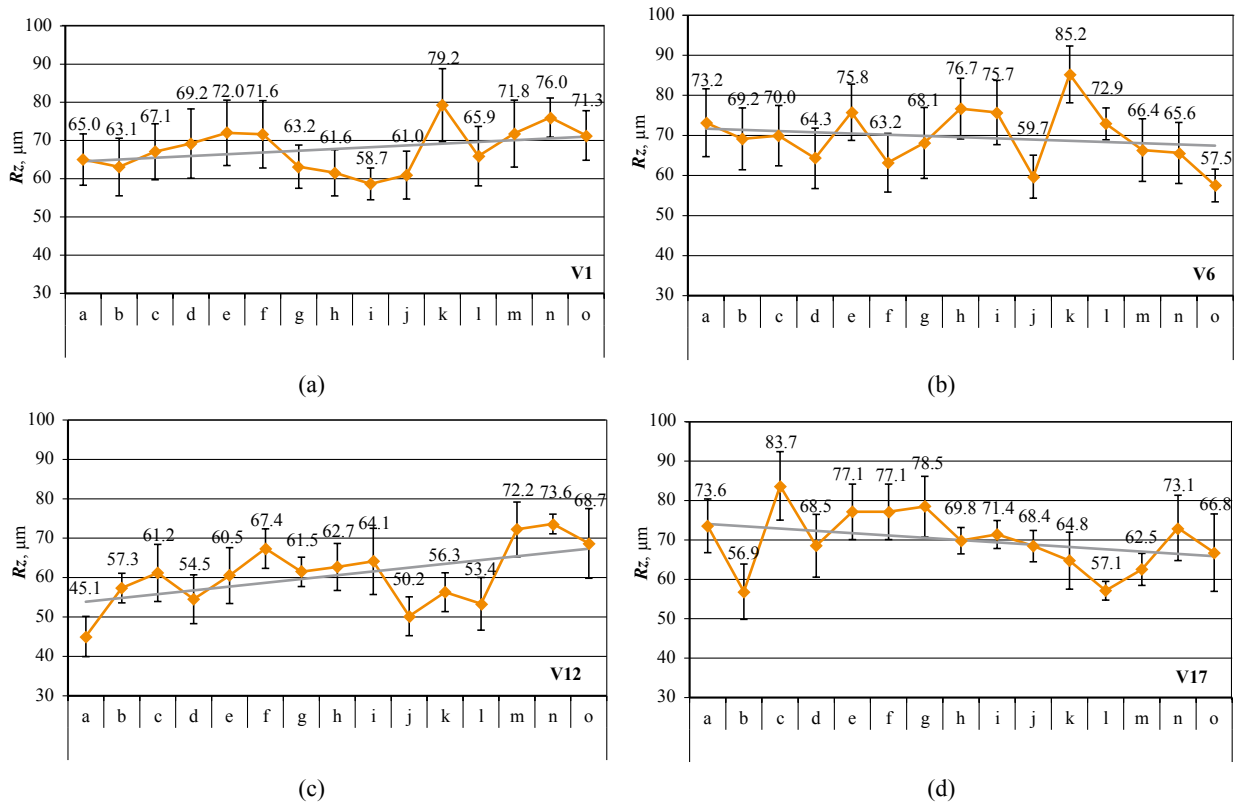 100
90
80
70
60
50
40
30
Rz, μm
65.0 63.1 67.1 69.2 72.0 71.6 63.2 61.6 58.7 61.0 79.2 65.9 71.8 76.0 71.3
V1
a b c d e f g h i j k l m n o
(a)
100
90
80
70
60
50
40
30
Rz, μm
73.2 69.2 70.0 64.3 75.8 63.2 68.1 76.7 75.7 59.7 85.2 72.9 66.4 65.6 57.5
V6
a b c d e f g h i j k l m n o
(b)
100
90
80
70
60
50
40
30
Rz, μm
45.1 57.3 61.2 54.5 60.5 67.4 61.5 62.7 64.1 50.2 56.3 53.4 72.2 73.6 68.7
V12
a b c d e f g h i j k l m n o
(c)
100
90
80
70
60
50
40
30
Rz, μm
73.6 56.9 83.7 68.5 77.1 77.1 78.5 69.8 71.4 68.4 64.8 57.1 62.5 73.1 66.8
V17
a b c d e f g h i j k l m n o
(d)